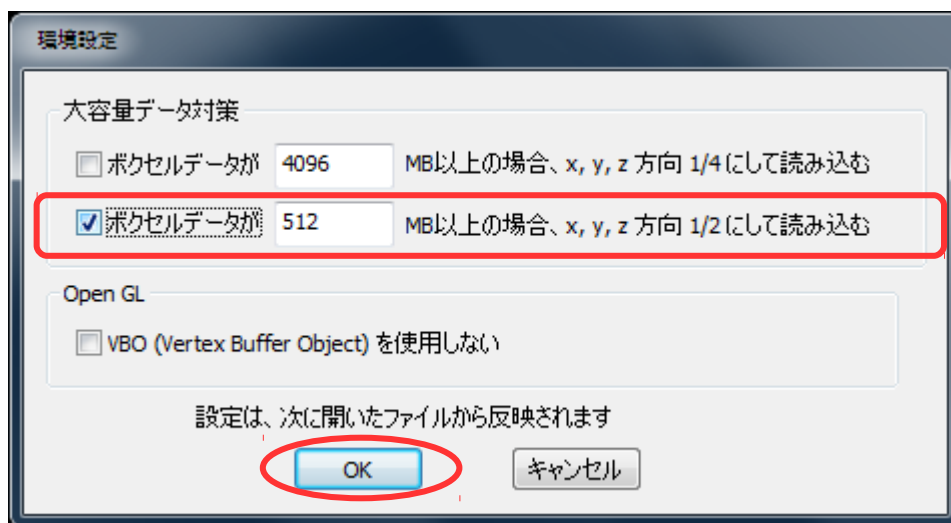 環境設定
大容量データ対策
ボクセルデータが 4096 MB以上の場合、x, y, z 方向 1/4 にして読み込む
ボクセルデータが 512 MB以上の場合、x, y, z 方向 1/2 にして読み込む
Open GL
VBO (Vertex Buffer Object) を使用しない
設定は、次に開いたファイルから反映されます
OK キャンセル